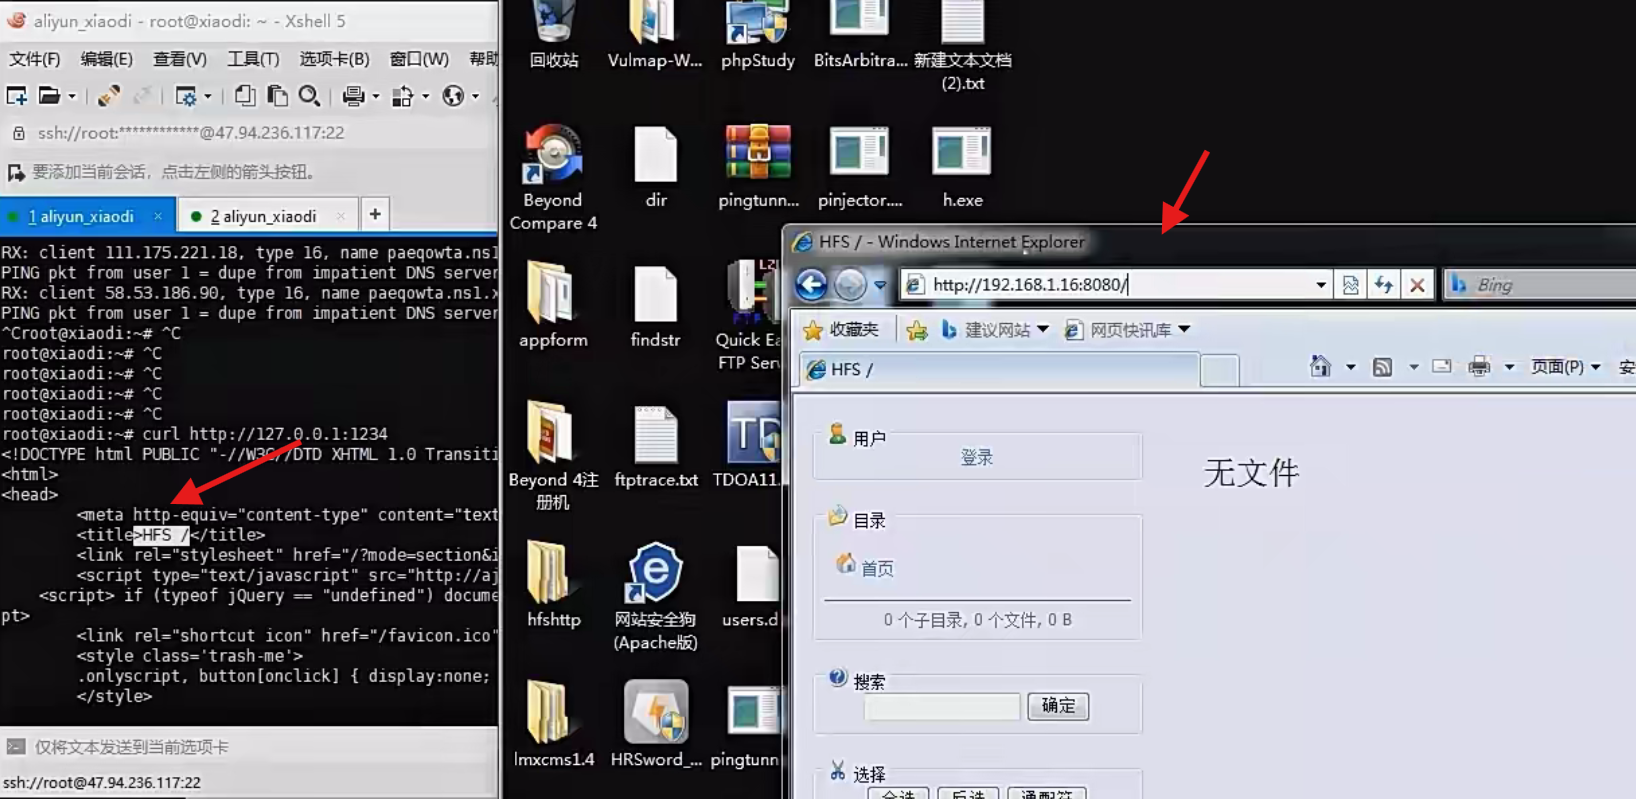 aliyun_xiaodi - root@xiaodi: ~ - Xshell 5
文件(F) 编辑(E) 查看(V) 工具(T) 选项卡(B) 窗口(W) 帮助
ssh://root:************@47.94.236.117:22
要添加当前会话，点击左侧的箭头按钮。
1 aliyun_xiaodi × 2 aliyun_xiaodi × +
RX: client 111.175.221.18, type 16, name paeqowta.ns1
PING pkt from user 1 = dupe from impatient DNS server
RX: client 58.53.186.90, type 16, name paeqowta.ns1.x
PING pkt from user 1 = dupe from impatient DNS server
^Croot@xiaodi:~# ^C
root@xiaodi:~# ^C
root@xiaodi:~# ^C
root@xiaodi:~# ^C
root@xiaodi:~# ^C
root@xiaodi:~# curl http://127.0.0.1:1234
<!DOCTYPE html PUBLIC "-//W3C//DTD XHTML 1.0 Transiti
<html>
<head>
<meta http-equiv="content-type" content="text
<title>HFS /</title>
<link rel="stylesheet" href="/?mode=section&i
<script type="text/javascript" src="http://aj
<script> if (typeof jQuery == "undefined") docume
pt>
<link rel="shortcut icon" href="/favicon.ico"
<style class='trash-me'>
.onlyscript, button[onclick] { display:none;
</style>
仅将文本发送到当前选项卡
ssh://root@47.94.236.117:22
回收站
Vulmap-W...
phpStudy
BitsArbitra...
新建文本文档
(2).txt
Beyond
Compare 4
dir
pingtunn...
pinjector....
h.exe
appform
findstr
Quick Ea
FTP Serv
Beyond 4注
册机
ftptrace.txt
TD
TDOA11.
hfshttp
网站安全狗
(Apache版)
users.d
lmxcms1.4
HRSword_...
pingtunn
HFS / - Windows Internet Explorer
http://192.168.1.16:8080/
Bing
收藏夹 建议网站 网页快讯库
HFS /
页面(P) 安
用户
登录
无文件
目录
首页
0 个子目录, 0 个文件, 0 B
搜索
确定
选择
全选 反选 通配符